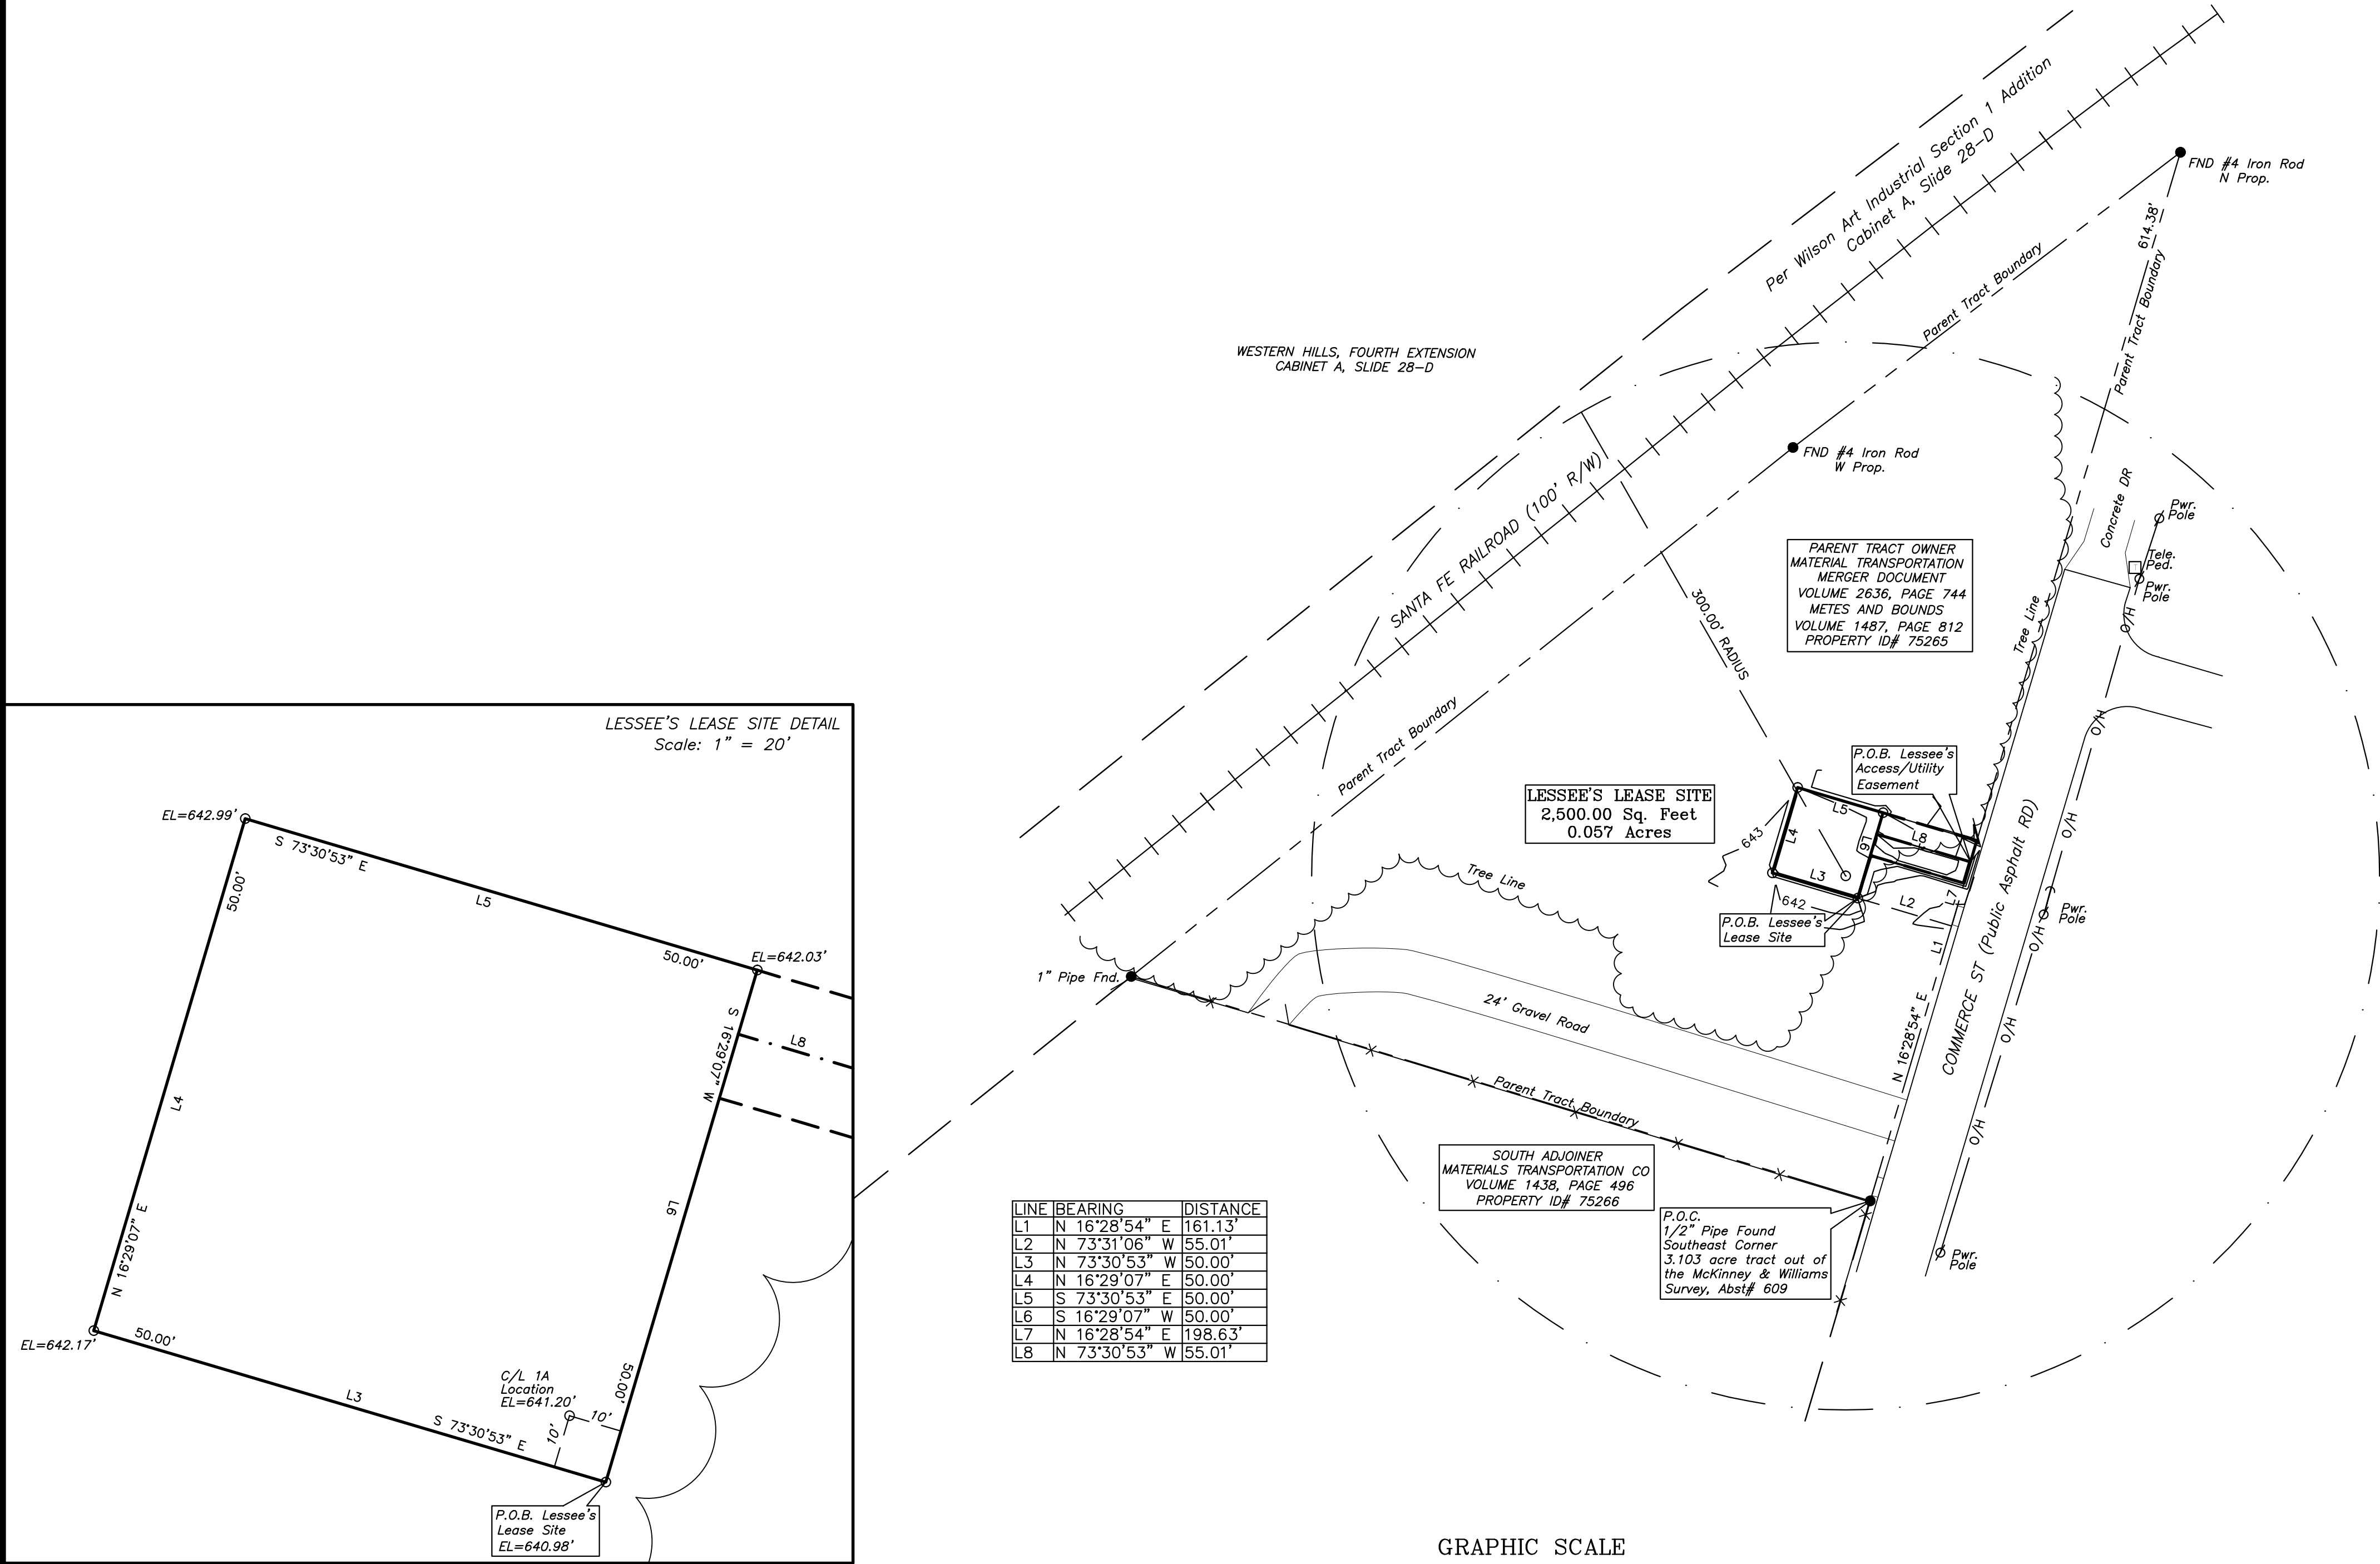 Per Wilson Art Industrial Section 1 Addition
Cabinet A, Slide 28-D
FND #4 Iron Rod
N Prop.
614.38'
Parent Tract Boundary
Parent Tract Boundary
WESTERN HILLS, FOURTH EXTENSION
CABINET A, SLIDE 28-D
FND #4 Iron Rod
W Prop.
SANTA FE RAILROAD (100' R/W)
Concrete DR
Pwr.
Pole
Tele.
Ped.
Pwr.
Pole
O/H
PARENT TRACT OWNER
MATERIAL TRANSPORTATION
MERGER DOCUMENT
VOLUME 2636, PAGE 744
METES AND BOUNDS
VOLUME 1487, PAGE 812
PROPERTY ID# 75265
300.00' RADIUS
Tree Line
Parent Tract Boundary
O/H
P.O.B. Lessee's
Access/Utility
Easement
LESSEE'S LEASE SITE
2,500.00 Sq. Feet
0.057 Acres
643
L4
L5
L6
L8
L3
642
L2
L7
L1
O/H
P.O.B. Lessee's
Lease Site
Tree Line
Pwr.
Pole
O/H
1" Pipe Fnd.
24' Gravel Road
N 16°28'54" E
COMMERCE ST (Public Asphalt RD)
O/H
O/H
Parent Tract Boundary
SOUTH ADJOINER
MATERIALS TRANSPORTATION CO
VOLUME 1438, PAGE 496
PROPERTY ID# 75266
P.O.C.
1/2" Pipe Found
Southeast Corner
3.103 acre tract out of
the McKinney & Williams
Survey, Abst# 609
Pwr.
Pole
LESSEE'S LEASE SITE DETAIL
Scale: 1" = 20'
EL=642.99'
S 73°30'53" E
L5
50.00'
EL=642.03'
50.00'
L4
N 16°29'07" E
S 16°29'07" W
L8
L6
50.00'
EL=642.17'
50.00'
L3
S 73°30'53" E
C/L 1A
Location
EL=641.20'
10'
10'
P.O.B. Lessee's
Lease Site
EL=640.98'
LINE BEARING DISTANCE
L1 N 16°28'54" E 161.13'
L2 N 73°31'06" W 55.01'
L3 N 73°30'53" W 50.00'
L4 N 16°29'07" E 50.00'
L5 S 73°30'53" E 50.00'
L6 S 16°29'07" W 50.00'
L7 N 16°28'54" E 198.63'
L8 N 73°30'53" W 55.01'
GRAPHIC SCALE